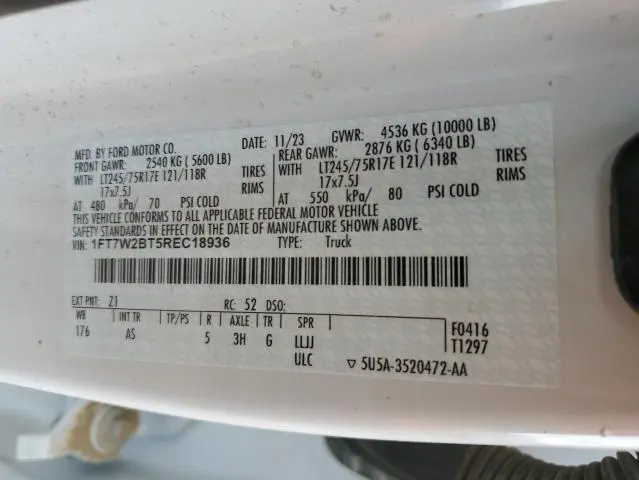 MFD. BY FORD MOTOR CO. DATE: 11/23 GVWR: 4536 KG (10000 LB)
FRONT GAWR: 2540 KG ( 5600 LB) REAR GAWR: 2876 KG ( 6340 LB)
WITH LT245/75R17E 121/118R TIRES WITH LT245/75R17E 121/118R TIRES
17x7.5J RIMS 17x7.5J RIMS
AT 480 kPa/ 70 PSI COLD AT 550 kPa/ 80 PSI COLD
THIS VEHICLE CONFORMS TO ALL APPLICABLE FEDERAL MOTOR VEHICLE
SAFETY STANDARDS IN EFFECT ON THE DATE OF MANUFACTURE SHOWN ABOVE.
VIN: 1FT7W2BT5REC18936 TYPE: Truck
EXT PNT: Z1 RC: 52 DSO:
WB INT TR TP/PS R AXLE TR SPR F0416
176 AS 5 3H G LLJJ T1297
ULC ▽ 5U5A-3520472-AA